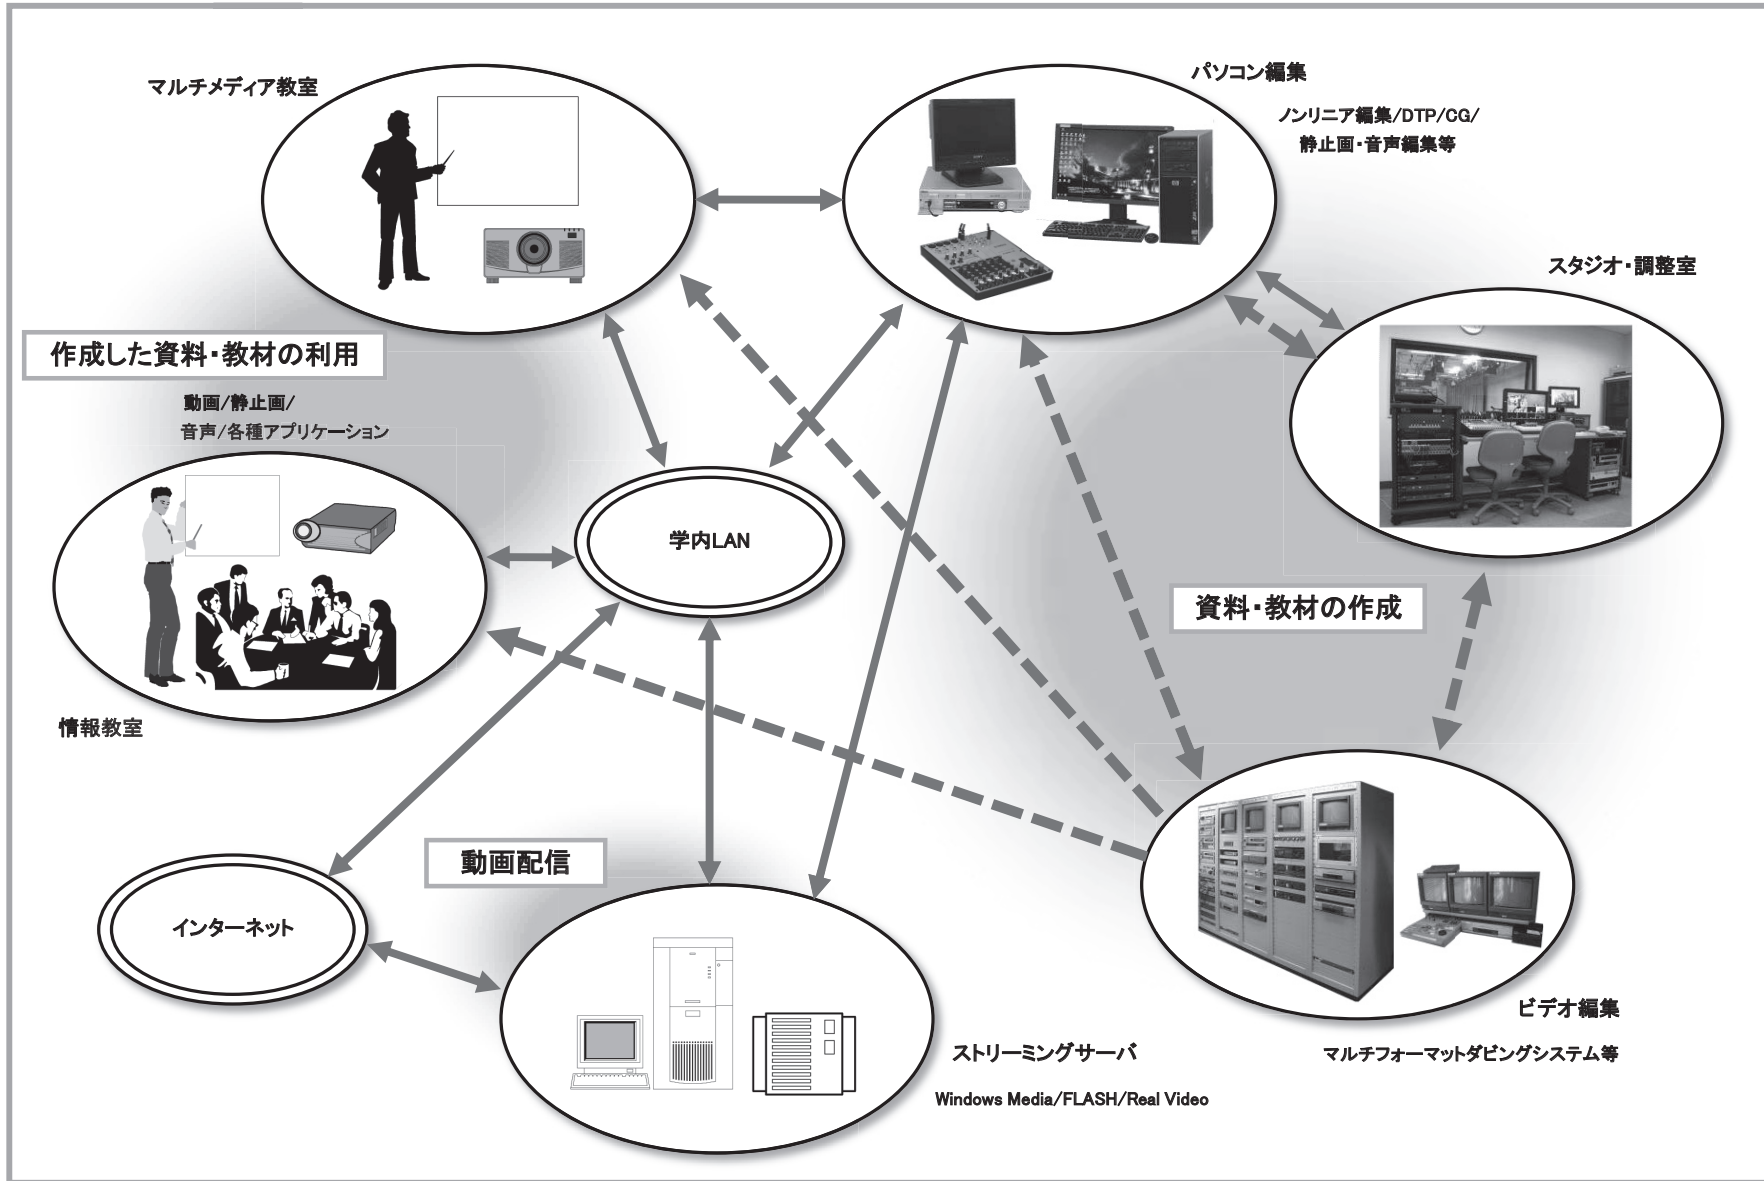 マルチメディア教室
パソコン編集
ノンリニア編集/DTP/CG/
静止画・音声編集等
スタジオ・調整室
作成した資料・教材の利用
動画/静止画/
音声/各種アプリケーション
学内LAN
資料・教材の作成
情報教室
動画配信
インターネット
ビデオ編集
マルチフォーマットダビングシステム等
ストリーミングサーバ
Windows Media/FLASH/Real Video